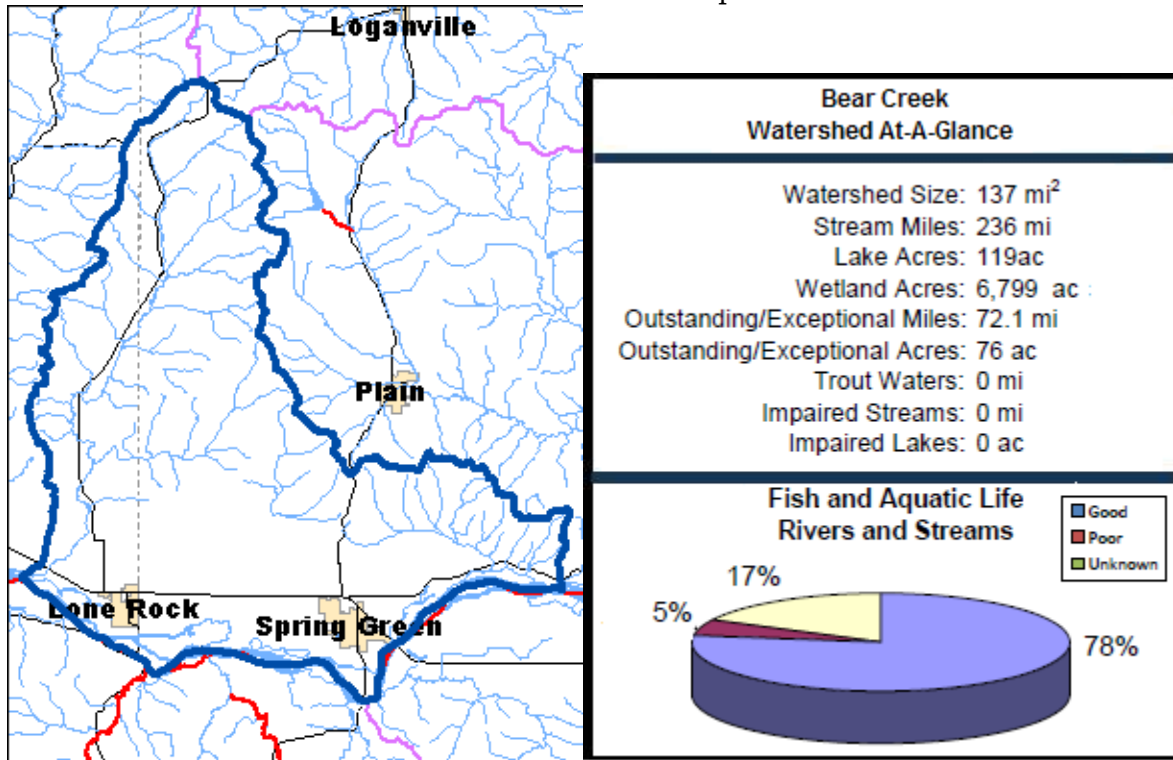 Loganville
Plain
Lone Rock
Spring Green
Bear Creek
Watershed At-A-Glance
Watershed Size: 137 mi²
Stream Miles: 236 mi
Lake Acres: 119ac
Wetland Acres: 6,799 ac :
Outstanding/Exceptional Miles: 72.1 mi
Outstanding/Exceptional Acres: 76 ac
Trout Waters: 0 mi
Impaired Streams: 0 mi
Impaired Lakes: 0 ac
Fish and Aquatic Life
Rivers and Streams
Good
Poor
Unknown
17%
5%
78%